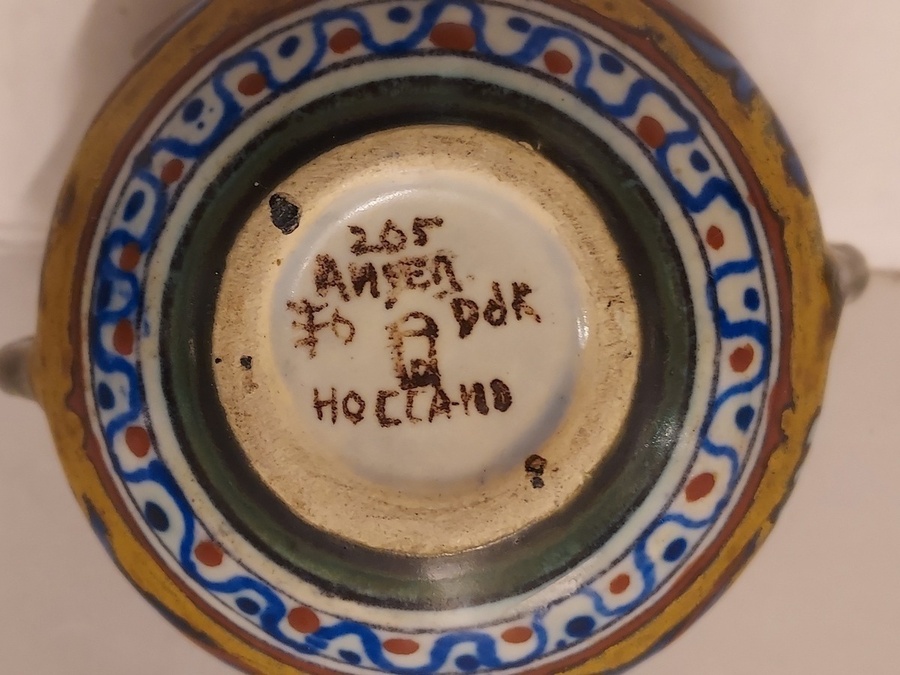 205
ANJER
DdK
HOLLAND